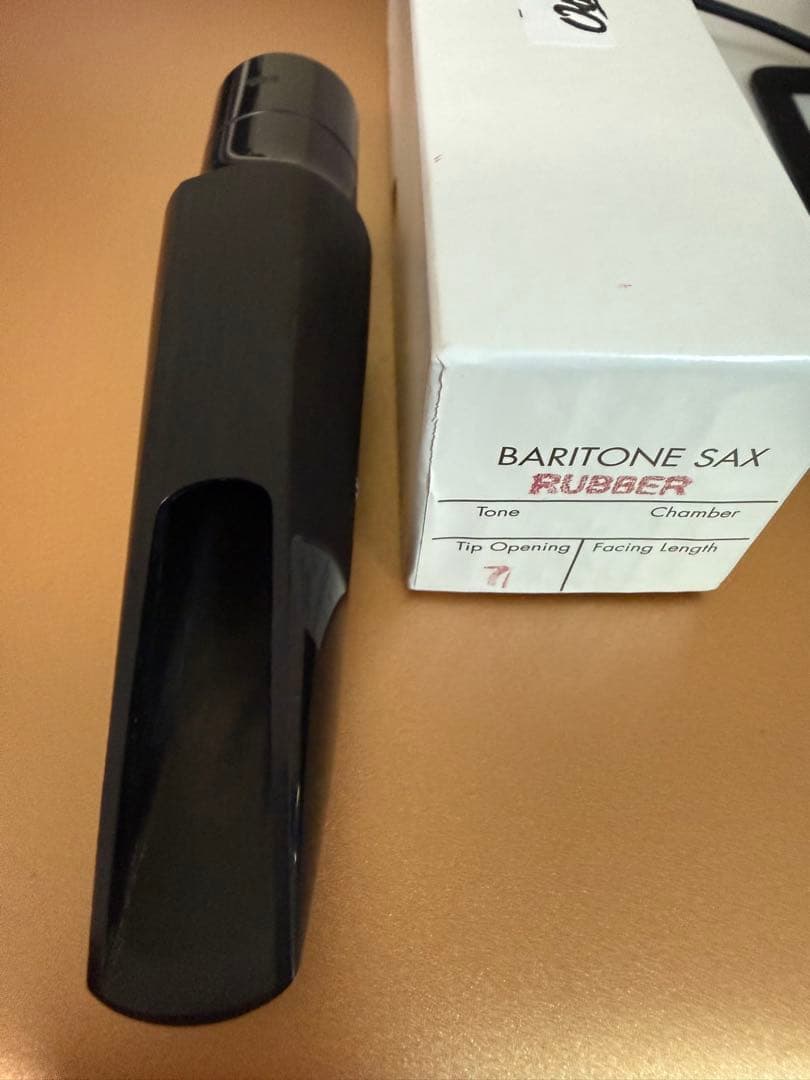 BARITONE SAX
RUBBER
Tone Chamber
Tip Opening Facing Length
7